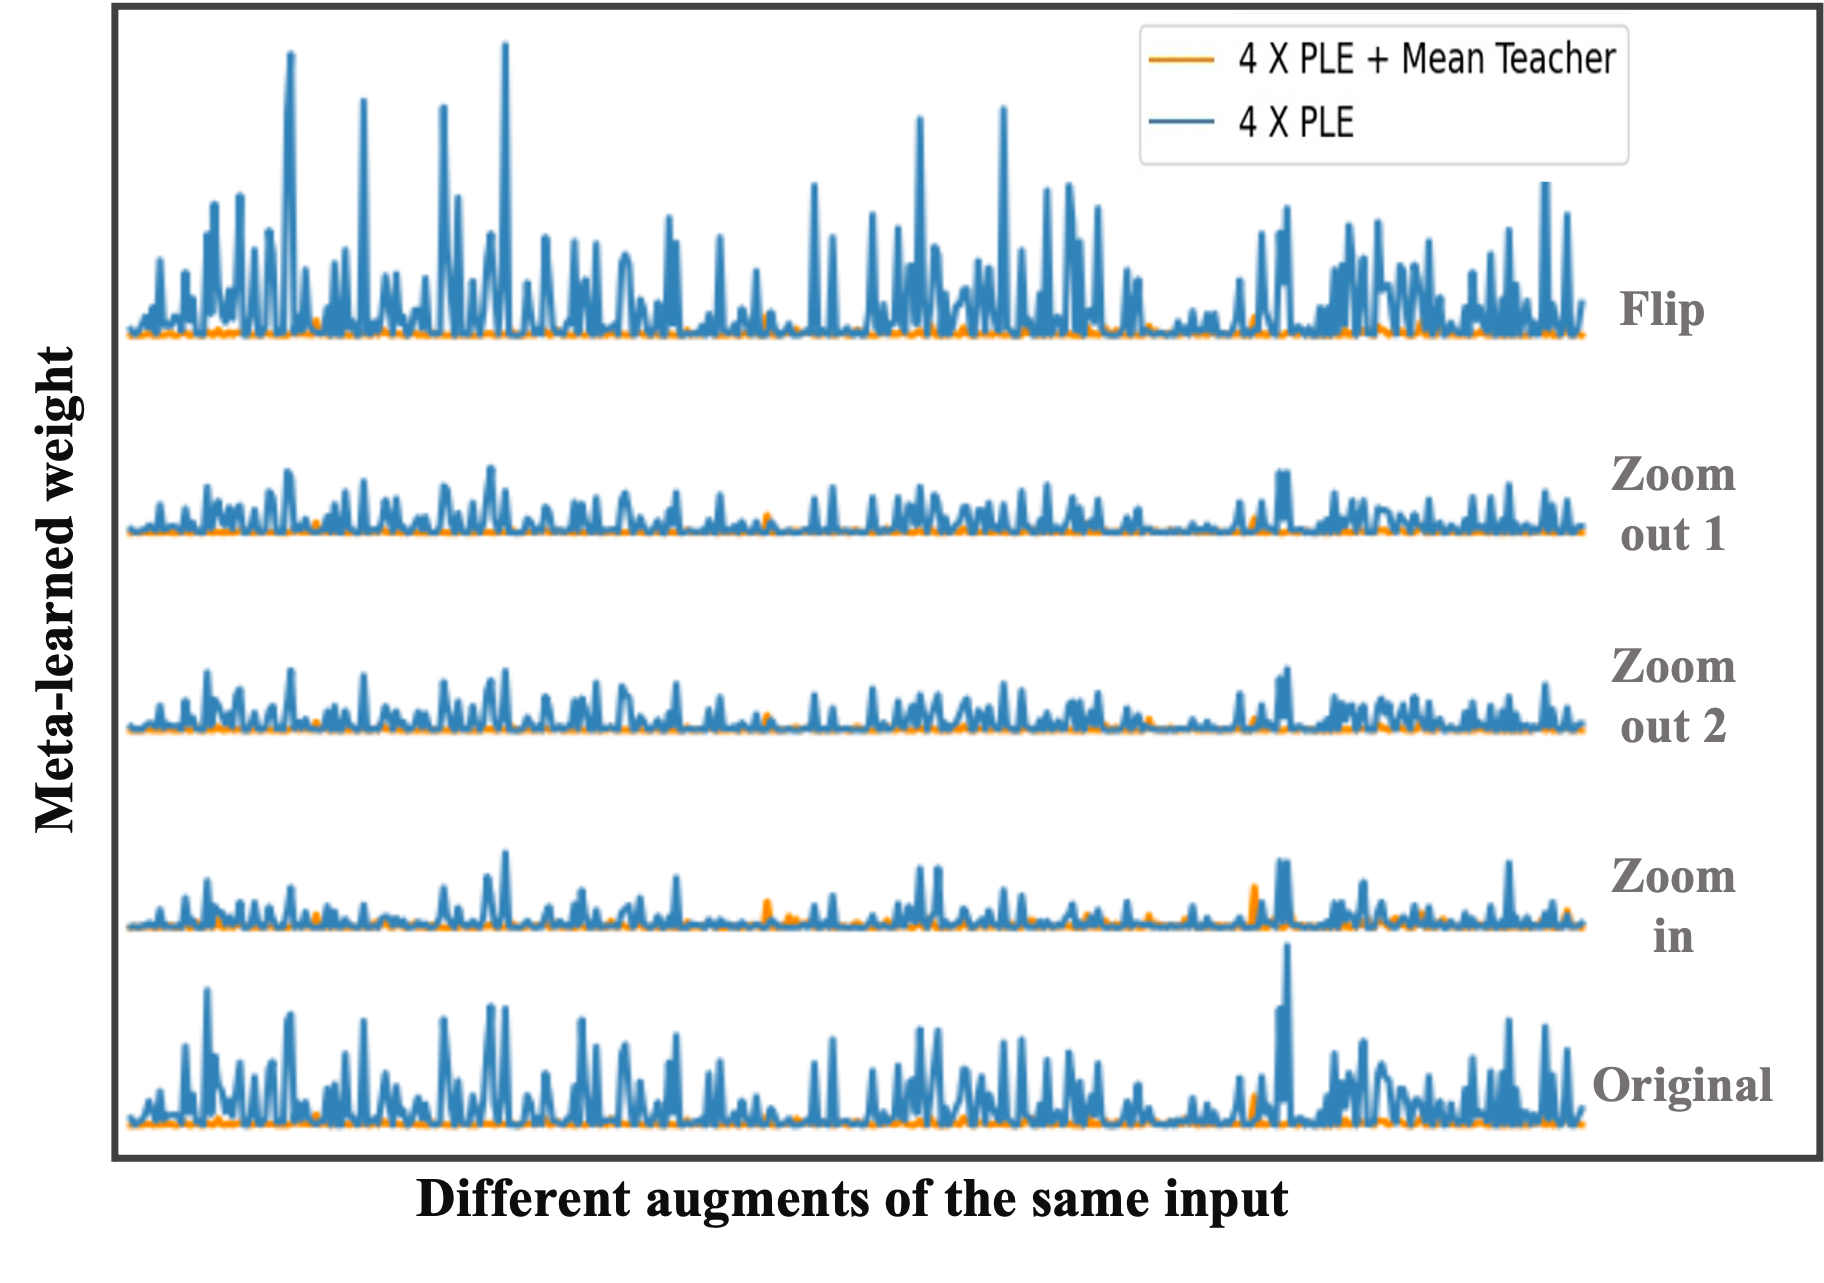 4 X PLE + Mean Teacher
4 X PLE
Flip
Zoom
out 1
Zoom
out 2
Zoom
in
Original
Meta-learned weight
Different augments of the same input